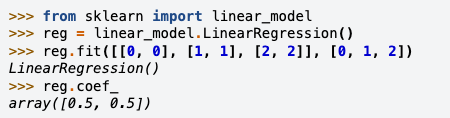 >>> from sklearn import linear_model
>>> reg = linear_model.LinearRegression()
>>> reg.fit([[0, 0], [1, 1], [2, 2]], [0, 1, 2])
LinearRegression()
>>> reg.coef_
array([0.5, 0.5])